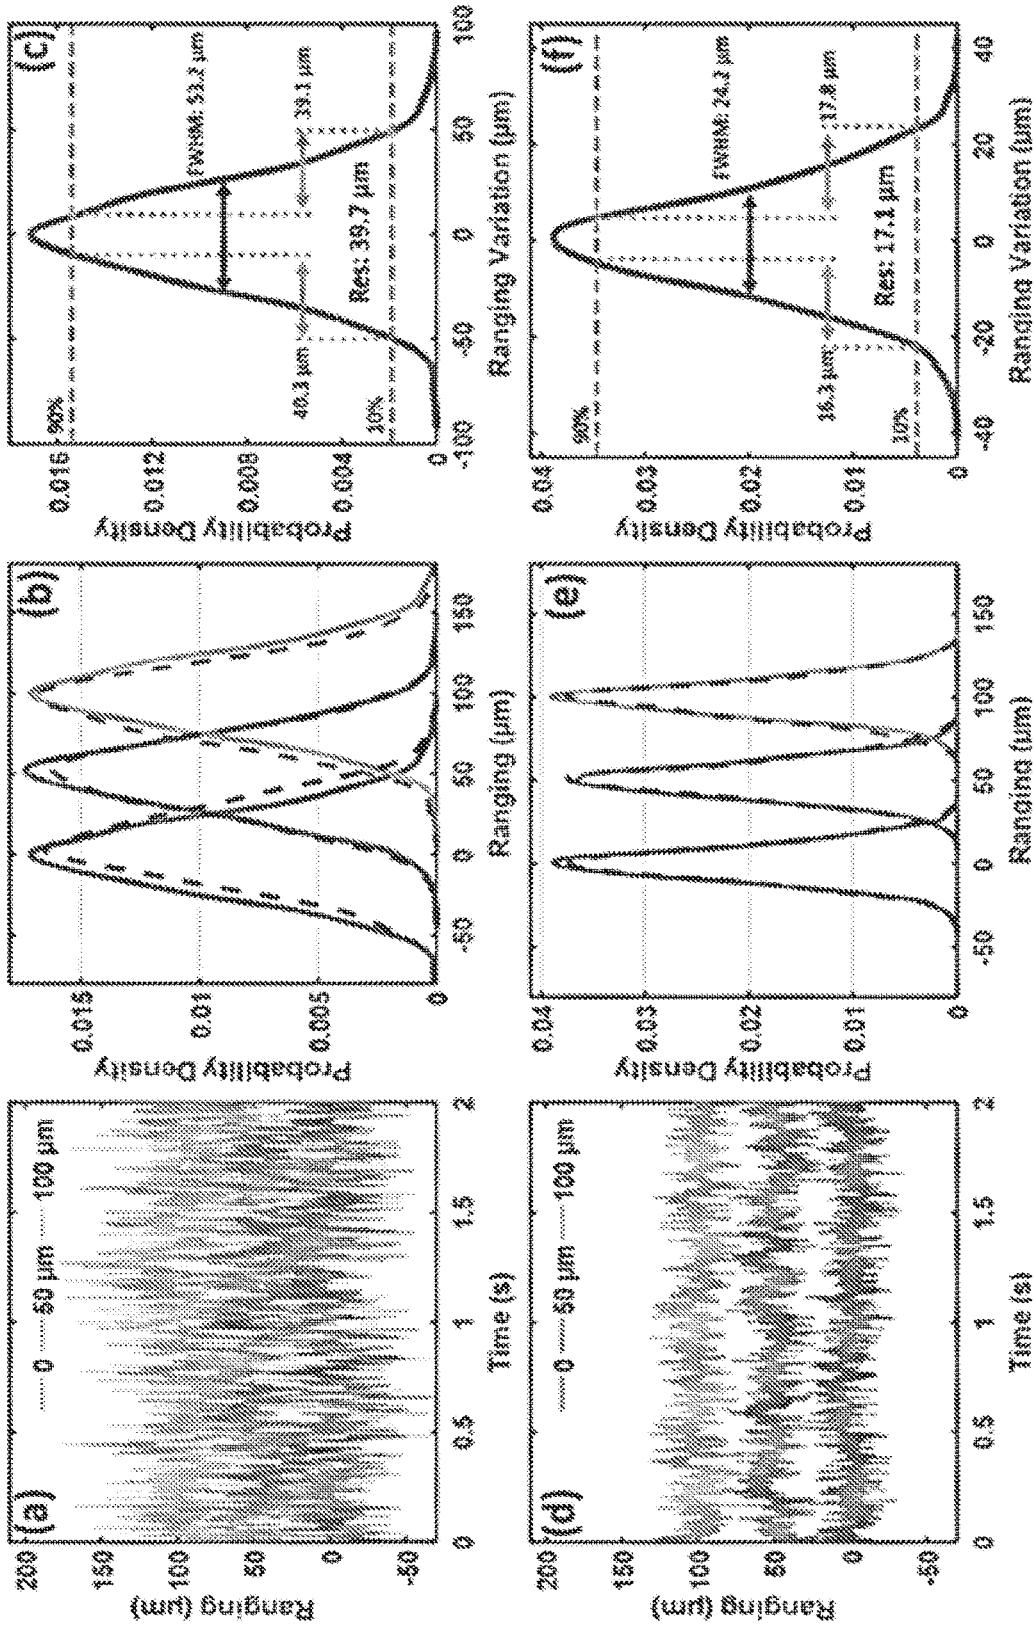 (a)
0 50 μm 100 μm
Ranging (μm)
200
150
100
50
0
-50
0 0.5 1 1.5 2
Time (s)
(b)
Probability Density
0.015
0.01
0.005
0
-50 0 50 100 150
Ranging (μm)
(c)
Probability Density
0.016
0.012
0.008
0.004
0
90%
10%
FWHM: 53.2 μm
40.3 μm
39.1 μm
Res: 39.7 μm
-100 -50 0 50 100
Ranging Variation (μm)
(d)
0 50 μm 100 μm
Ranging (μm)
200
150
100
50
0
-50
0 0.5 1 1.5 2
Time (s)
(e)
Probability Density
0.04
0.03
0.02
0.01
0
-50 0 50 100 150
Ranging (μm)
(f)
Probability Density
0.04
0.03
0.02
0.01
0
90%
10%
FWHM: 24.2 μm
16.3 μm
17.8 μm
Res: 17.1 μm
-40 -20 0 20 40
Ranging Variation (μm)